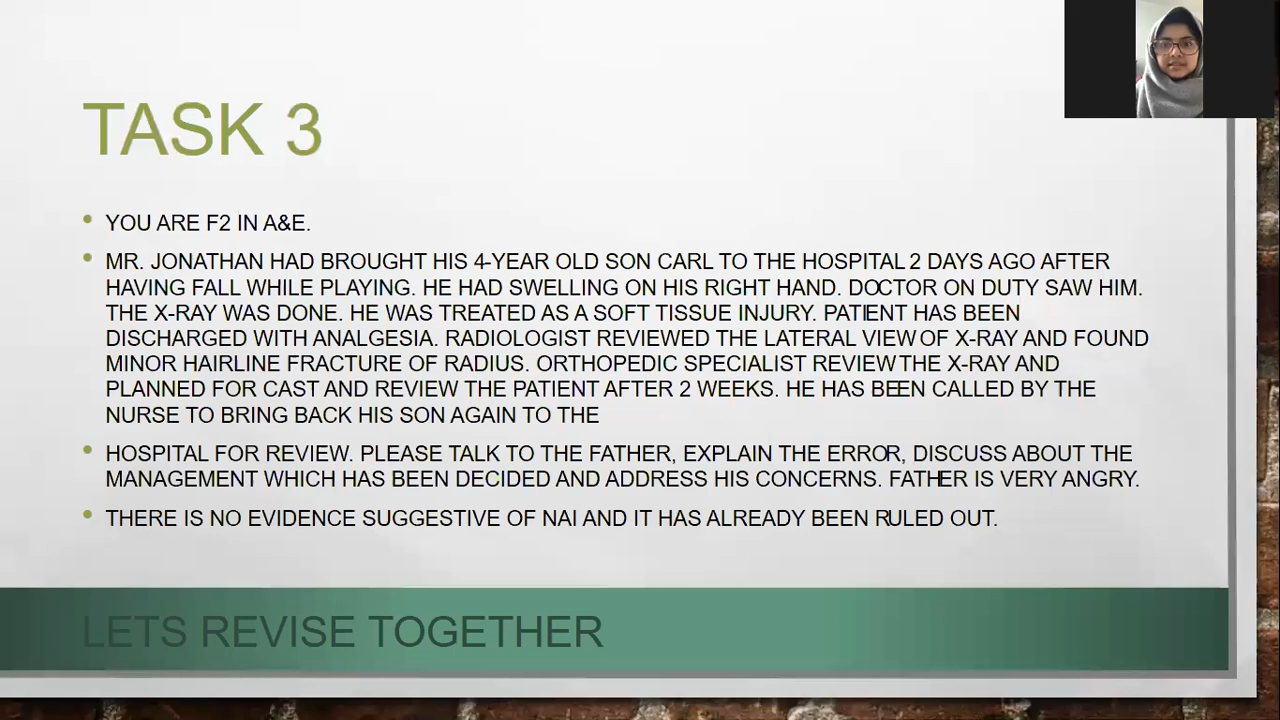 TASK 3
• YOU ARE F2 IN A&E.
• MR. JONATHAN HAD BROUGHT HIS 4-YEAR OLD SON CARL TO THE HOSPITAL 2 DAYS AGO AFTER
HAVING FALL WHILE PLAYING. HE HAD SWELLING ON HIS RIGHT HAND. DOCTOR ON DUTY SAW HIM.
THE X-RAY WAS DONE. HE WAS TREATED AS A SOFT TISSUE INJURY. PATIENT HAS BEEN
DISCHARGED WITH ANALGESIA. RADIOLOGIST REVIEWED THE LATERAL VIEW OF X-RAY AND FOUND
MINOR HAIRLINE FRACTURE OF RADIUS. ORTHOPEDIC SPECIALIST REVIEW THE X-RAY AND
PLANNED FOR CAST AND REVIEW THE PATIENT AFTER 2 WEEKS. HE HAS BEEN CALLED BY THE
NURSE TO BRING BACK HIS SON AGAIN TO THE
• HOSPITAL FOR REVIEW. PLEASE TALK TO THE FATHER, EXPLAIN THE ERROR, DISCUSS ABOUT THE
MANAGEMENT WHICH HAS BEEN DECIDED AND ADDRESS HIS CONCERNS. FATHER IS VERY ANGRY.
• THERE IS NO EVIDENCE SUGGESTIVE OF NAI AND IT HAS ALREADY BEEN RULED OUT.
LETS REVISE TOGETHER